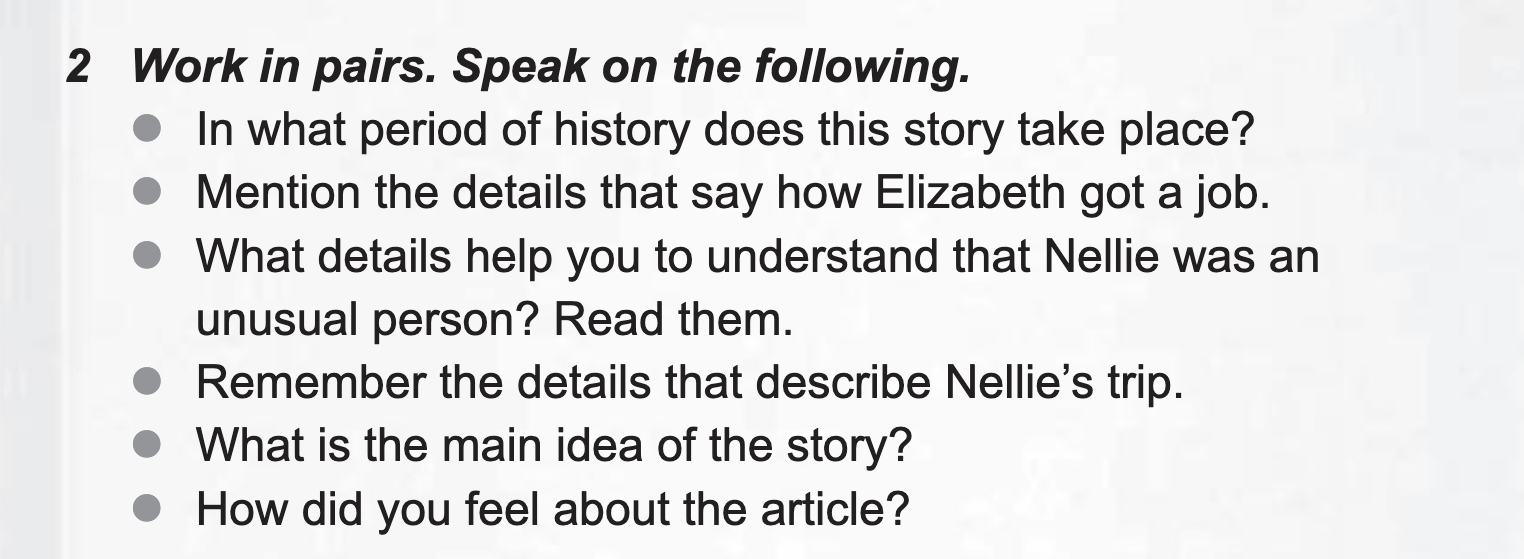 2 Work in pairs. Speak on the following.
● In what period of history does this story take place?
● Mention the details that say how Elizabeth got a job.
● What details help you to understand that Nellie was an
unusual person? Read them.
● Remember the details that describe Nellie’s trip.
● What is the main idea of the story?
● How did you feel about the article?